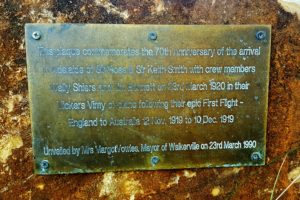 This plaque commemorates the 70th Anniversary of the arrival
in Adelaide of Sir Ross & Sir Keith Smith with crew members
Wally Shiers and Jim Bennett on 23rd March 1920 in their
Vickers Vimy airplane following their epic First Flight -
England to Australia 12 Nov. 1919 to 10 Dec. 1919
Unveiled by Mrs Margot Vowles, Mayor of Walkerville on 23rd March 1990